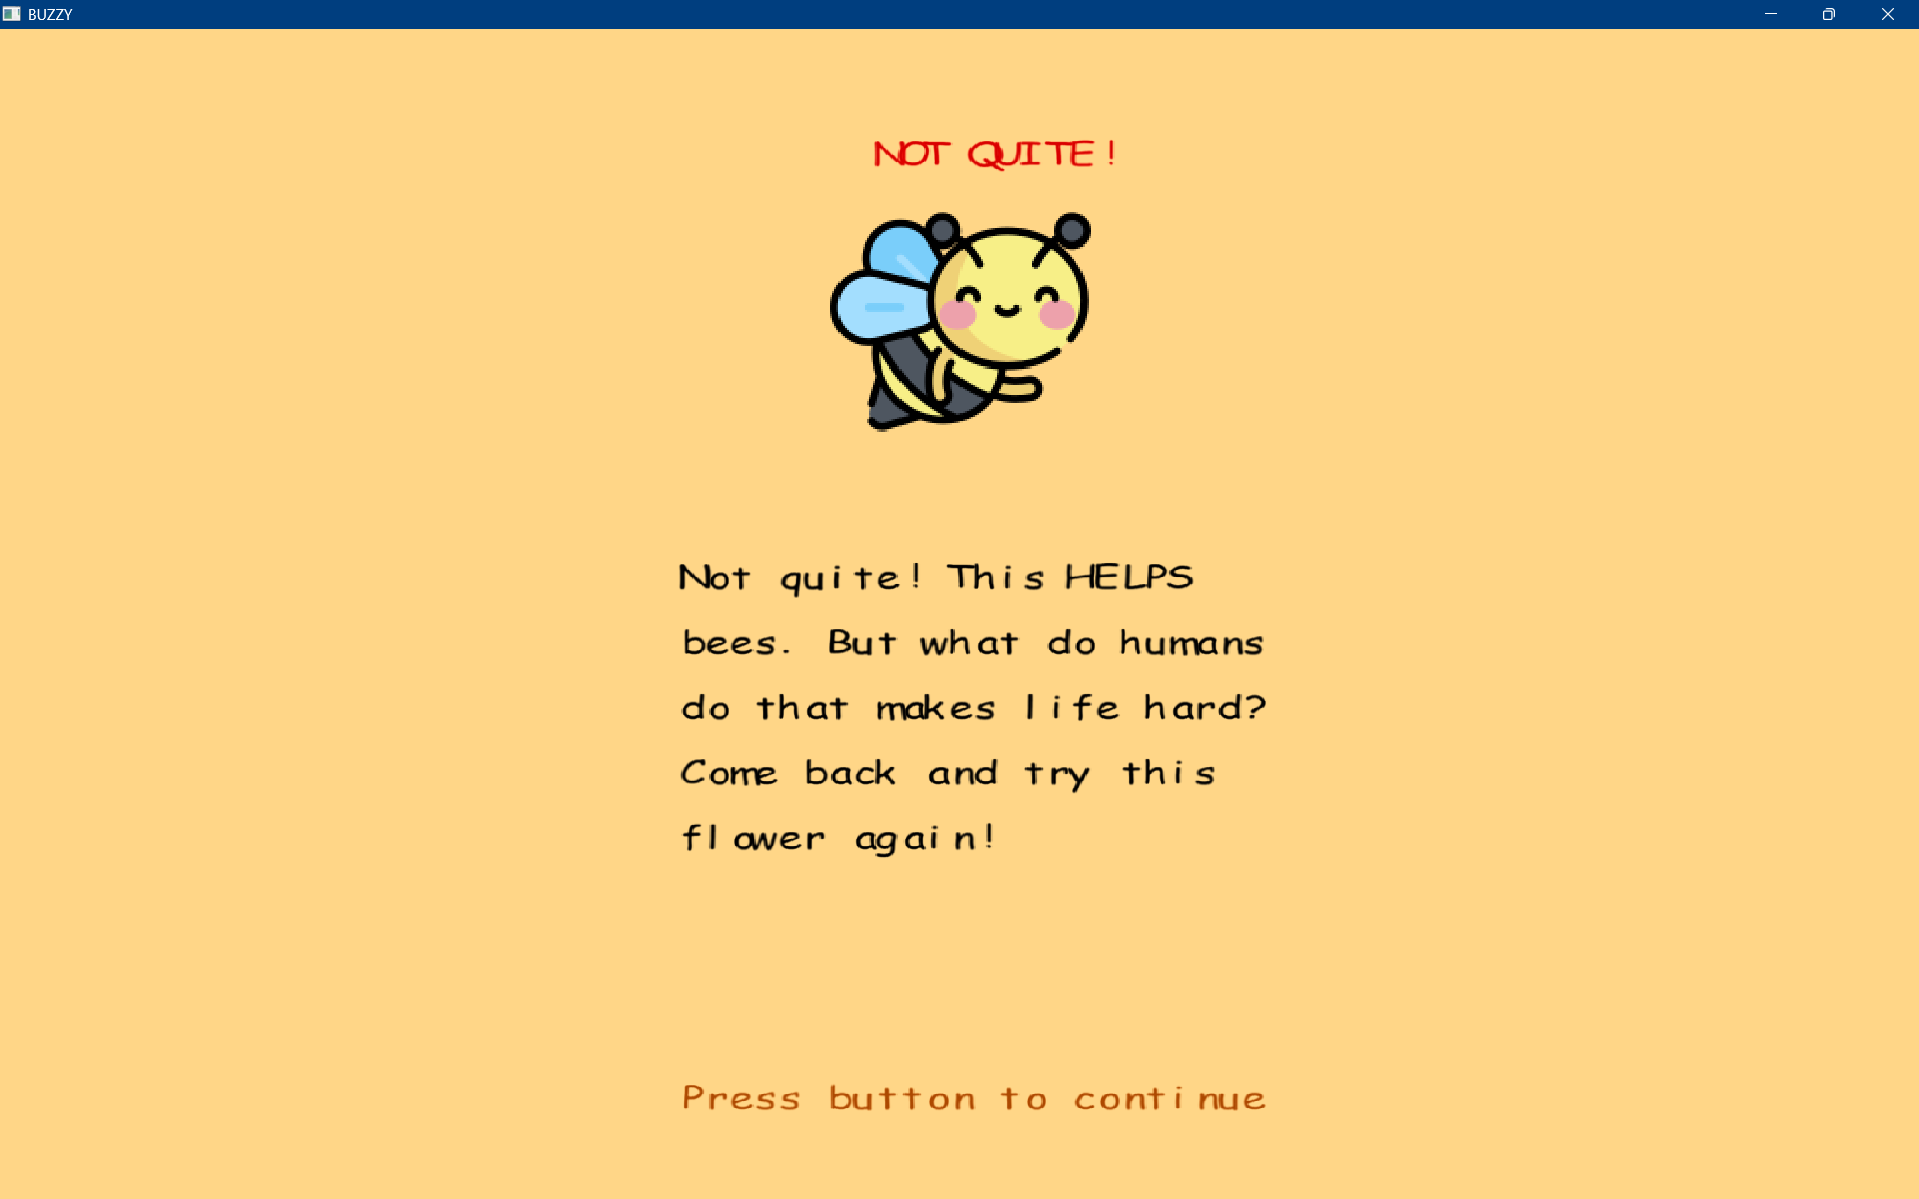 BUZZY
NOT QUITE!
Not quite! This HELPS
bees. But what do humans
do that makes life hard?
Come back and try this
flower again!
Press button to continue